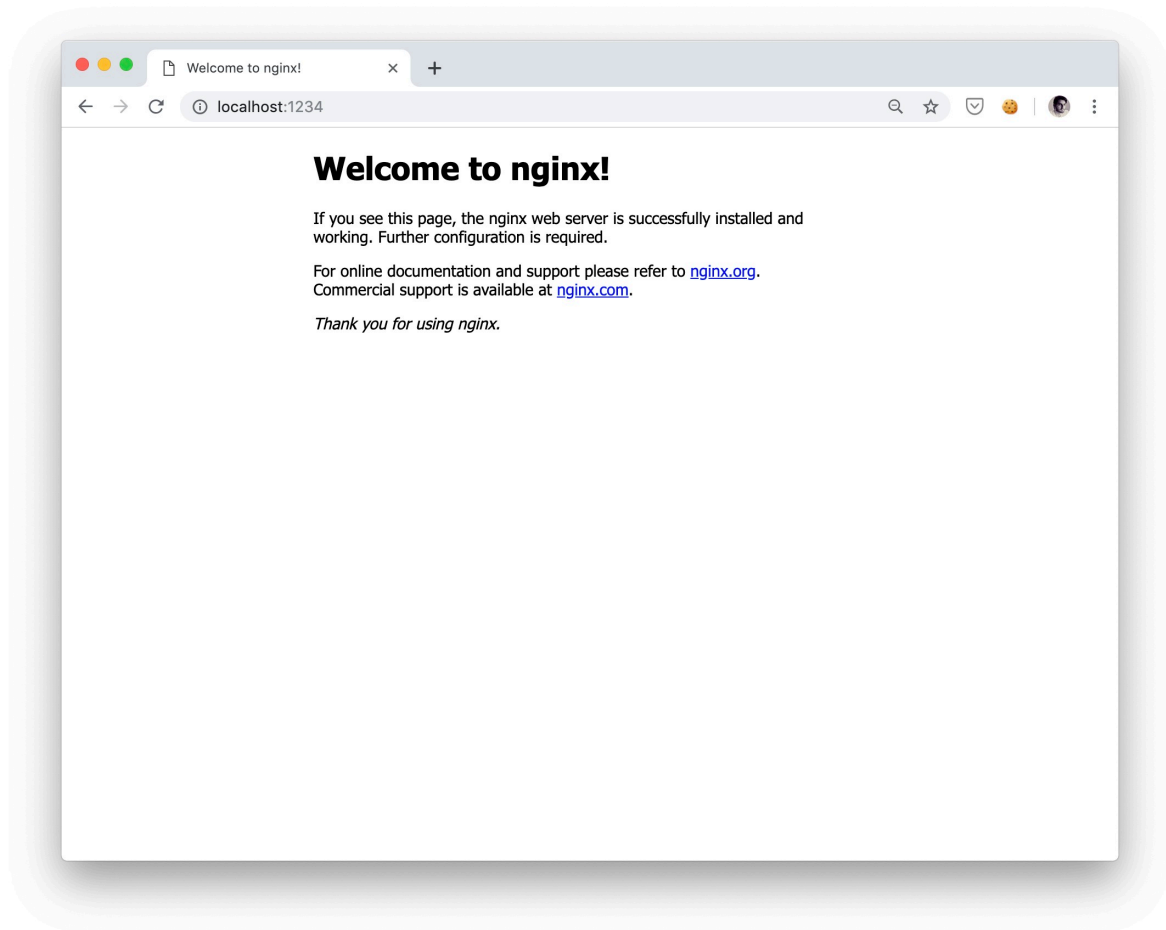 Welcome to nginx!
localhost:1234
Welcome to nginx!
If you see this page, the nginx web server is successfully installed and
working. Further configuration is required.
For online documentation and support please refer to nginx.org.
Commercial support is available at nginx.com.
Thank you for using nginx.